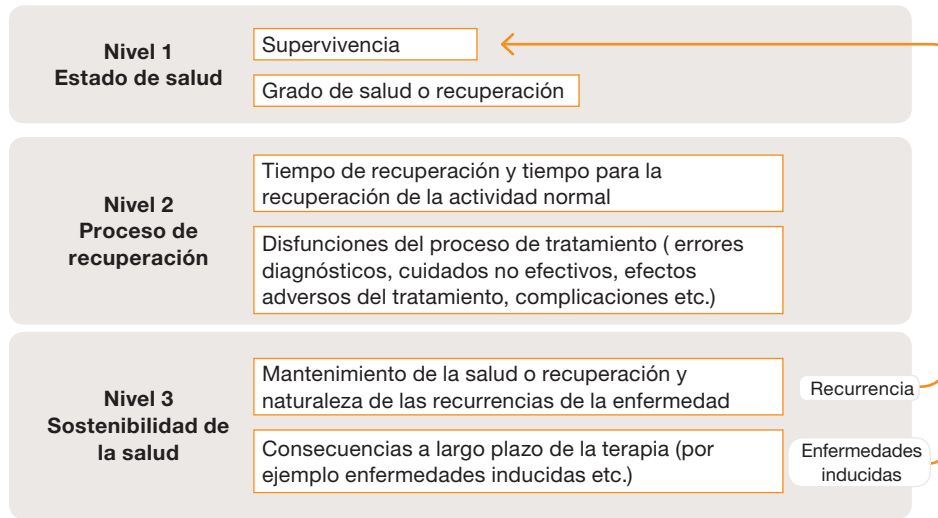 Nivel 1
Estado de salud
Supervivencia
Grado de salud o recuperación
Nivel 2
Proceso de
recuperación
Tiempo de recuperación y tiempo para la
recuperación de la actividad normal
Disfunciones del proceso de tratamiento ( errores
diagnósticos, cuidados no efectivos, efectos
adversos del tratamiento, complicaciones etc.)
Nivel 3
Sostenibilidad de
la salud
Mantenimiento de la salud o recuperación y
naturaleza de las recurrencias de la enfermedad
Recurrencia
Consecuencias a largo plazo de la terapia (por
ejemplo enfermedades inducidas etc.)
Enfermedades
inducidas